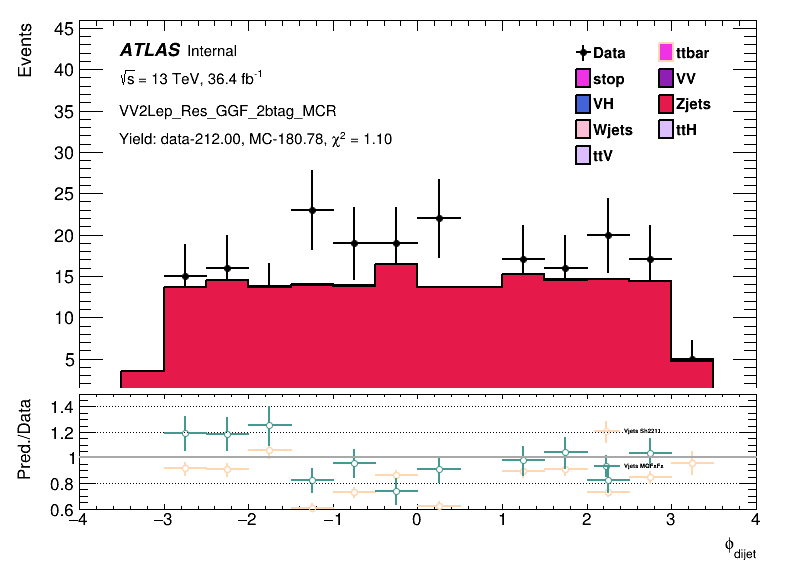 Events
45
40
35
30
25
20
15
10
5
ATLAS Internal
√s = 13 TeV, 36.4 fb⁻¹
VV2Lep_Res_GGF_2btag_MCR
Yield: data-212.00, MC-180.78, χ² = 1.10
Data ttbar
stop VV
VH Zjets
Wjets ttH
ttV
Pred./Data
1.4
1.2
1
0.8
0.6
Vjets Sh2211
Vjets MGFxFx
−4 −3 −2 −1 0 1 2 3 4
ϕdijet